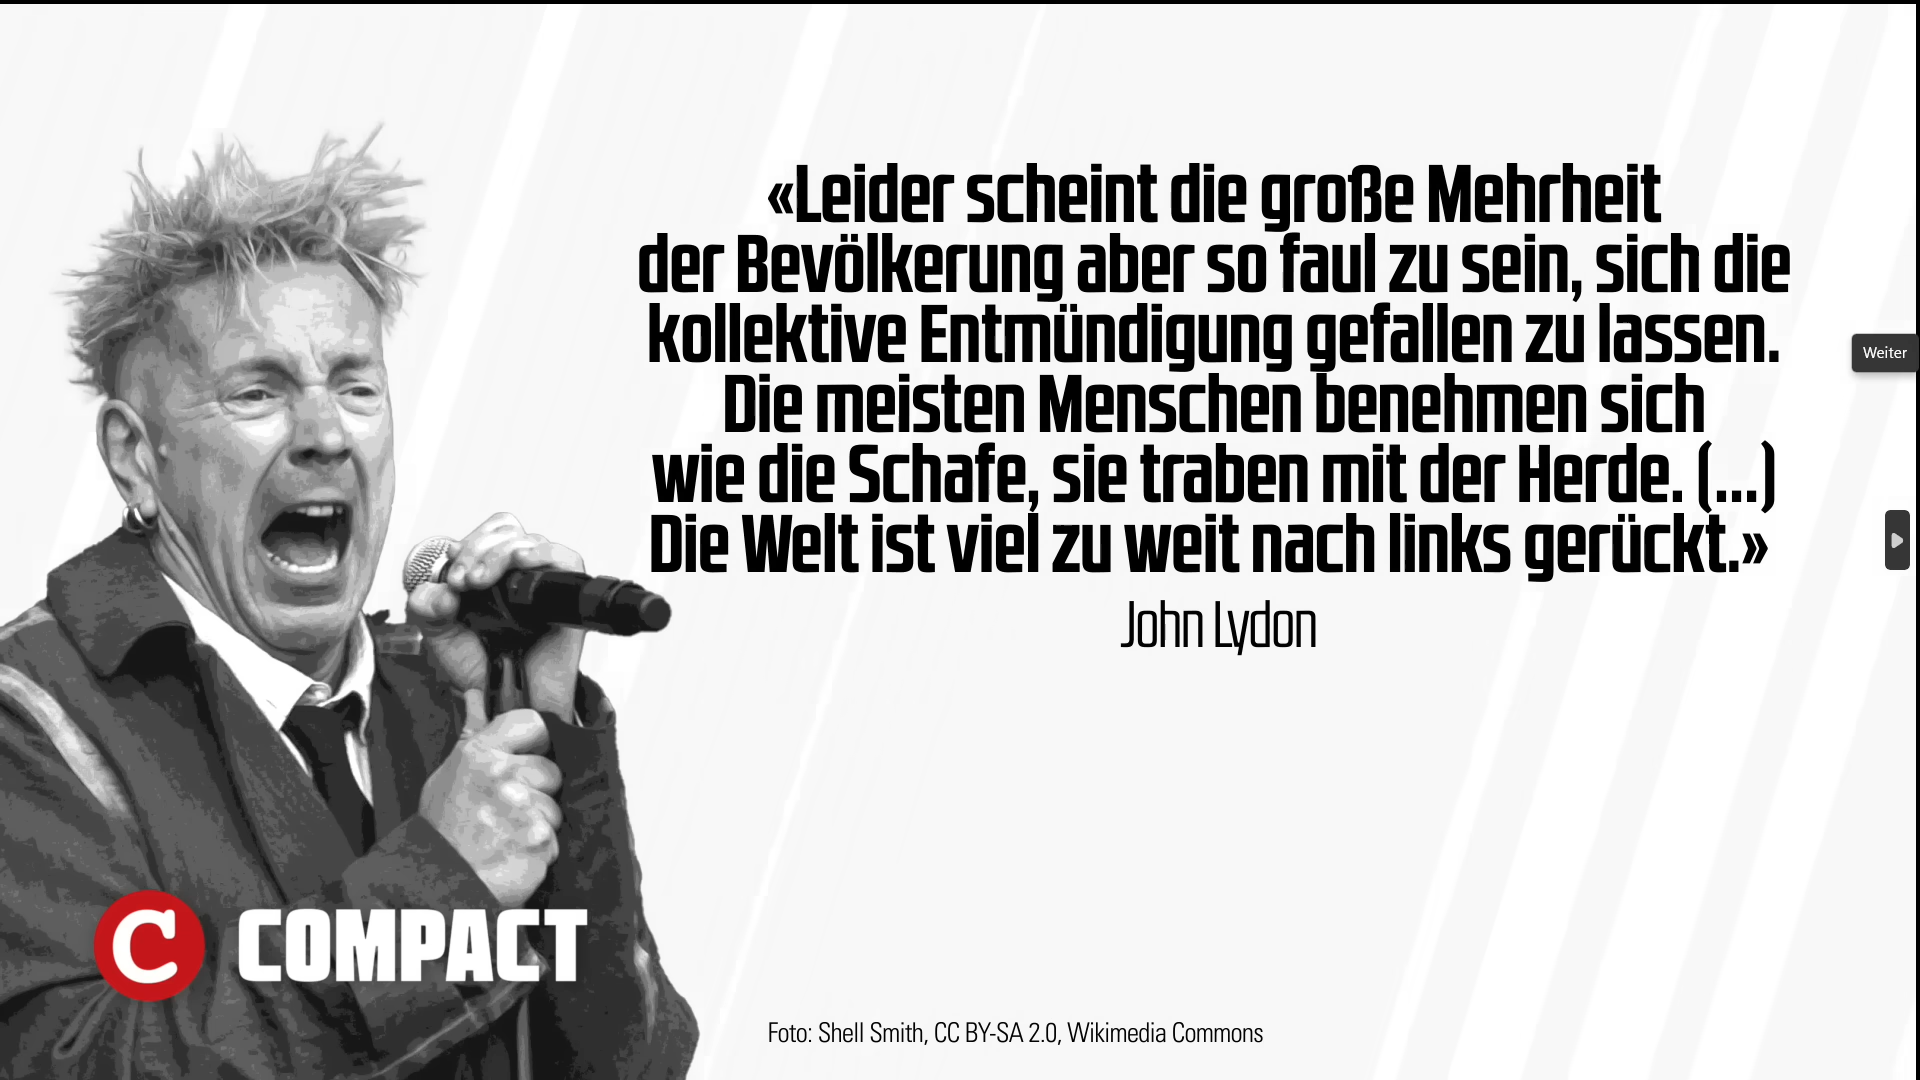 «Leider scheint die große Mehrheit
der Bevölkerung aber so faul zu sein, sich die
kollektive Entmündigung gefallen zu lassen.
Die meisten Menschen benehmen sich
wie die Schafe, sie traben mit der Herde. (...)
Die Welt ist viel zu weit nach links gerückt.»
John Lydon
Weiter
C COMPACT
Foto: Shell Smith, CC BY-SA 2.0, Wikimedia Commons